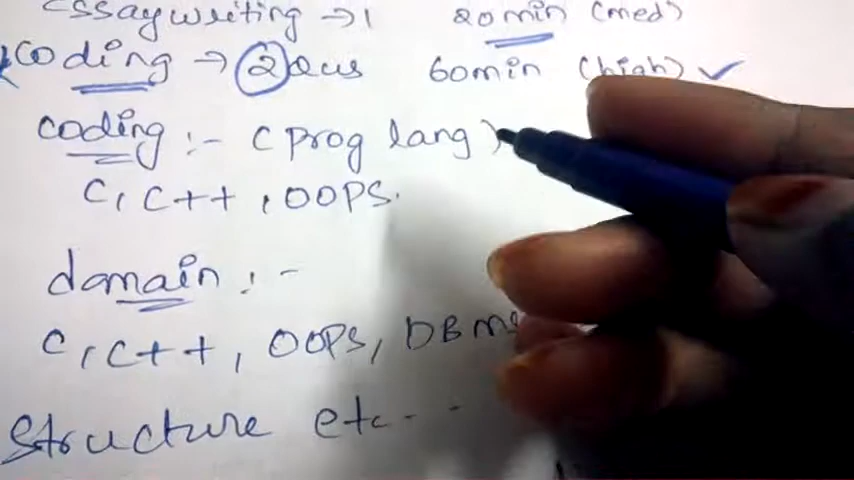 Essaywriting → 1 20min (med)
Coding → 2 Qus 60min (high) ✓
coding :- (prog lang)
C, C++, OOPS.
domain :-
C, C++, OOPS, DBMS
Structure etc...